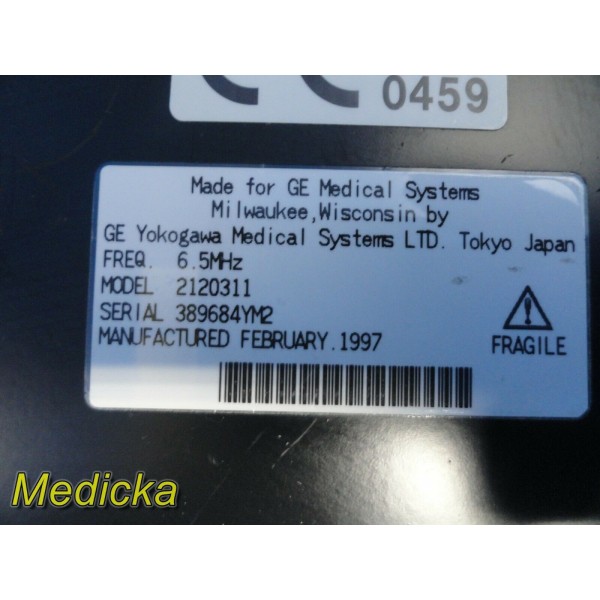 CE 0459
Made for GE Medical Systems
Milwaukee,Wisconsin by
GE Yokogawa Medical Systems LTD. Tokyo Japan
FREQ. 6.5MHz
MODEL 2120311
SERIAL 389684YM2
MANUFACTURED FEBRUARY.1997
FRAGILE
Medicka